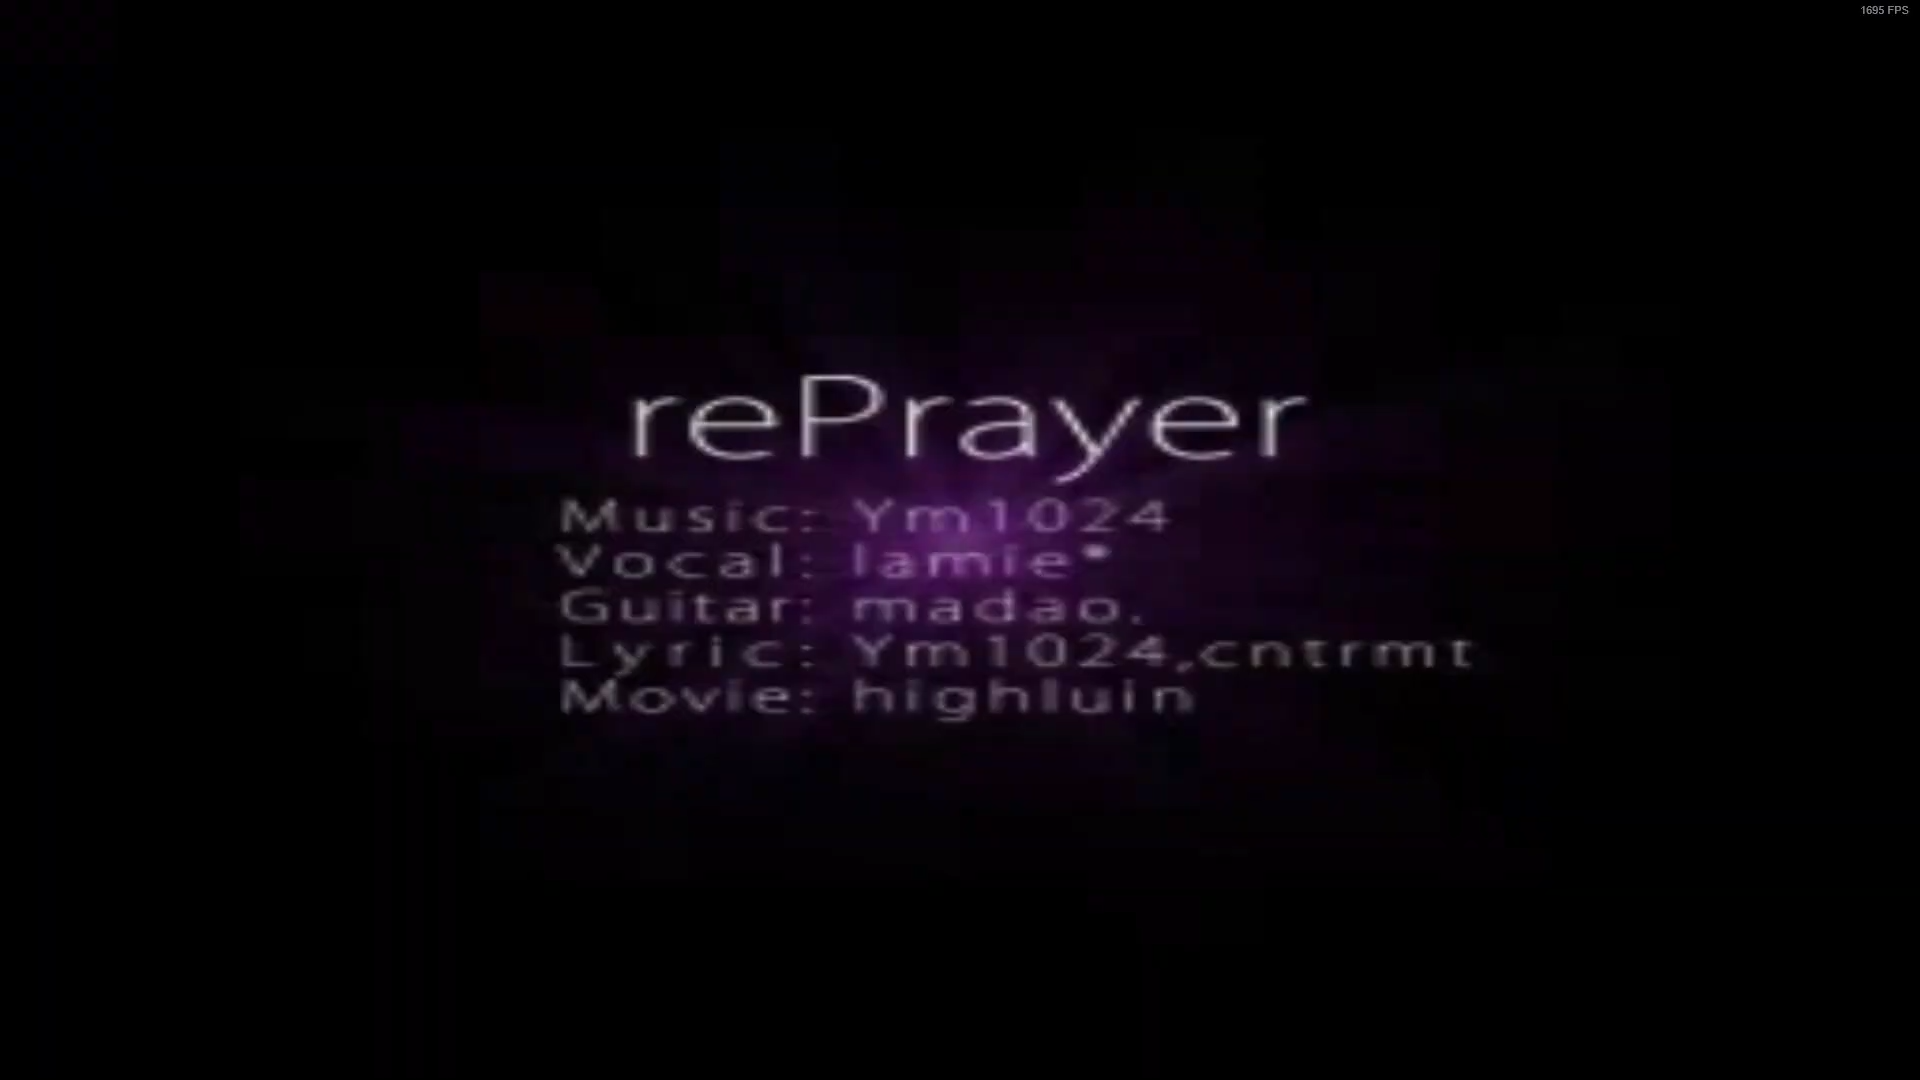 1695 FPS
rePrayer
Music: Ym1024
Vocal: lamie*
Guitar: madao.
Lyric: Ym1024,cntrmt
Movie: highluin